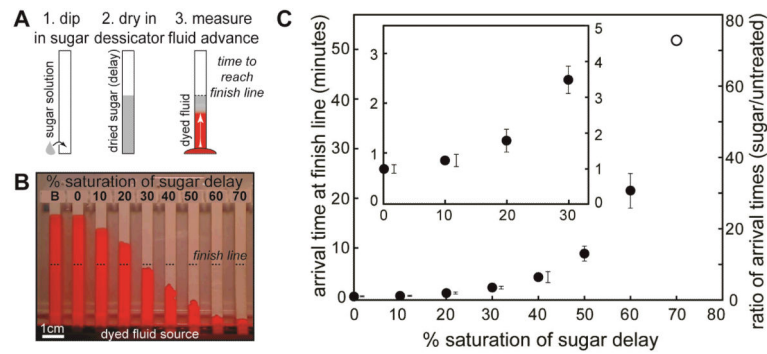 A
1. dip
in sugar
2. dry in
dessicator
3. measure
fluid advance
sugar solution
dried sugar (delay)
dyed fluid
time to
reach
finish line
B
% saturation of sugar delay
B 0 10 20 30 40 50 60 70
finish line
1cm
dyed fluid source
C
arrival time at finish line (minutes)
50
40
30
20
10
0
3
2
1
0
5
4
3
2
1
0
0 10 20 30
80
60
40
20
0
ratio of arrival times (sugar/untreated)
0 10 20 30 40 50 60 70 80
% saturation of sugar delay